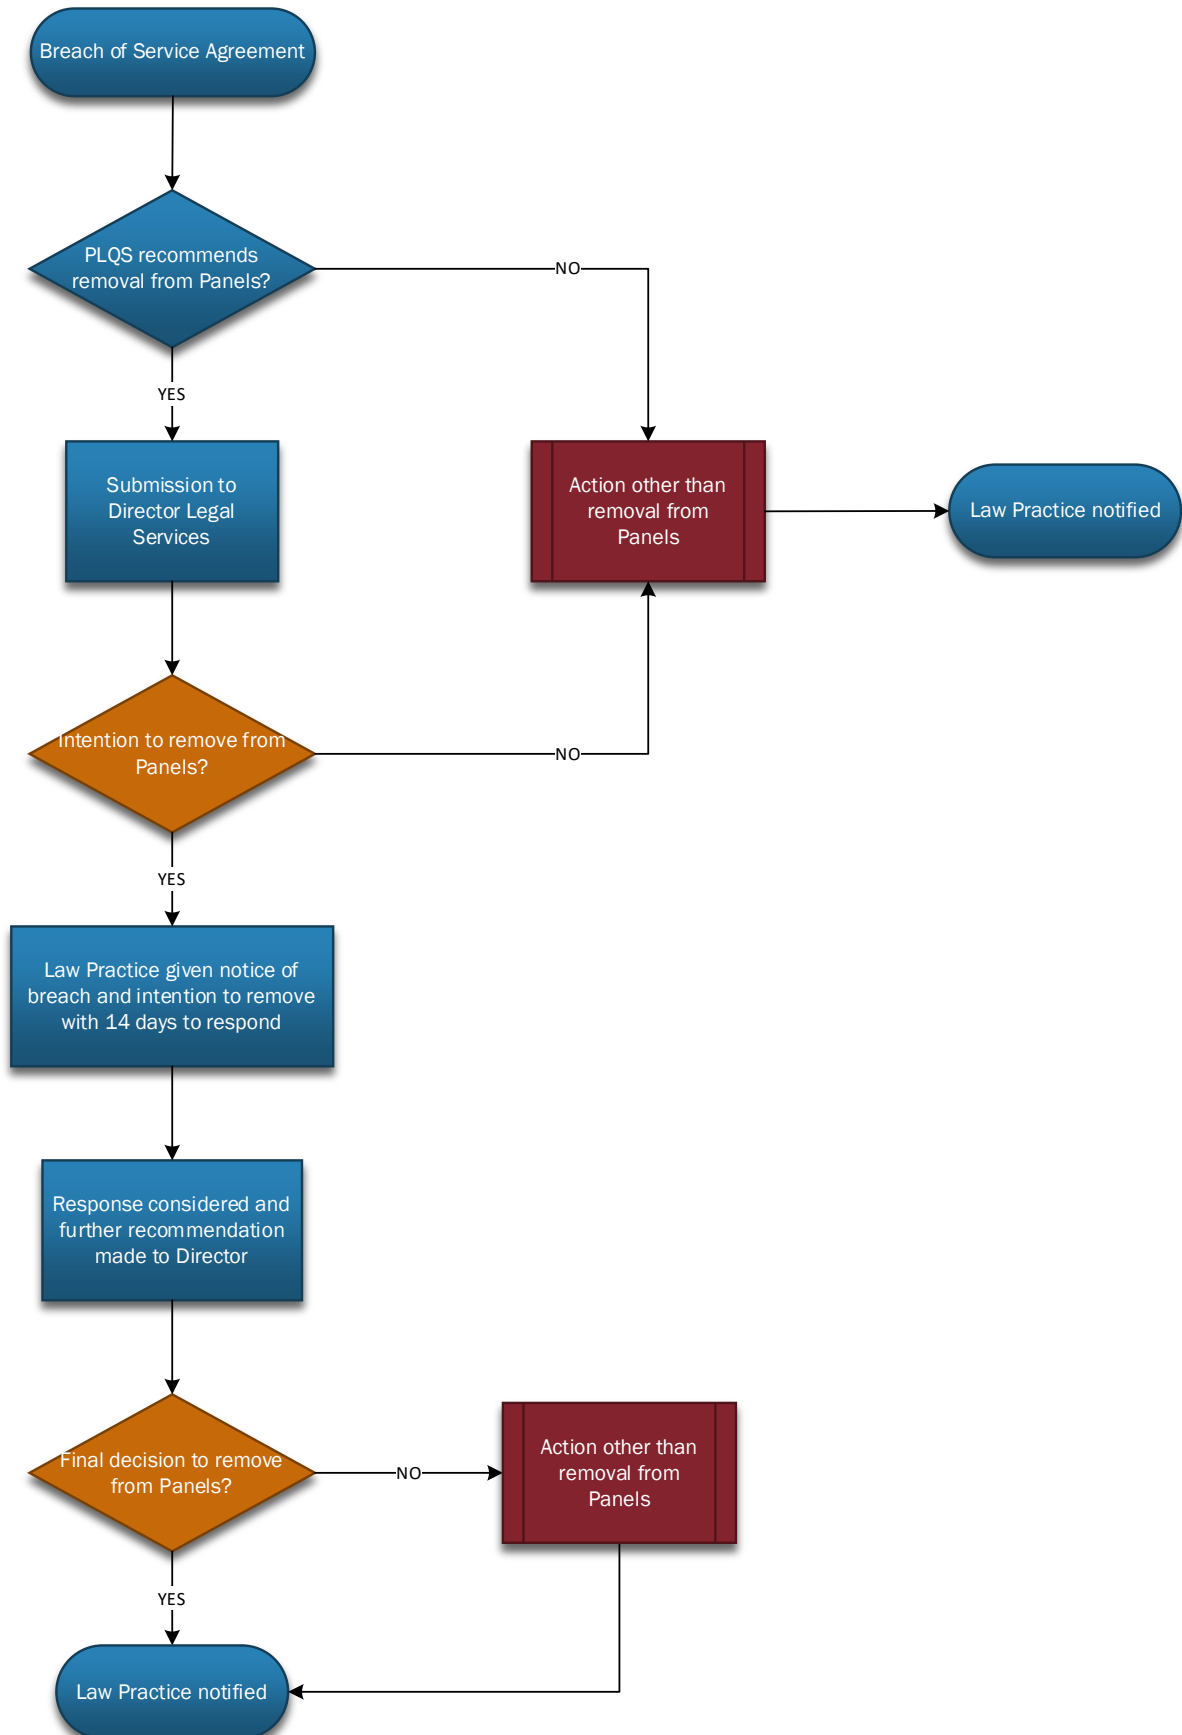 Breach of Service Agreement
PLQS recommends
removal from Panels?
NO
YES
Submission to
Director Legal
Services
Action other than
removal from
Panels
Law Practice notified
Intention to remove from
Panels?
NO
YES
Law Practice given notice of
breach and intention to remove
with 14 days to respond
Response considered and
further recommendation
made to Director
Final decision to remove
from Panels?
NO
Action other than
removal from
Panels
YES
Law Practice notified